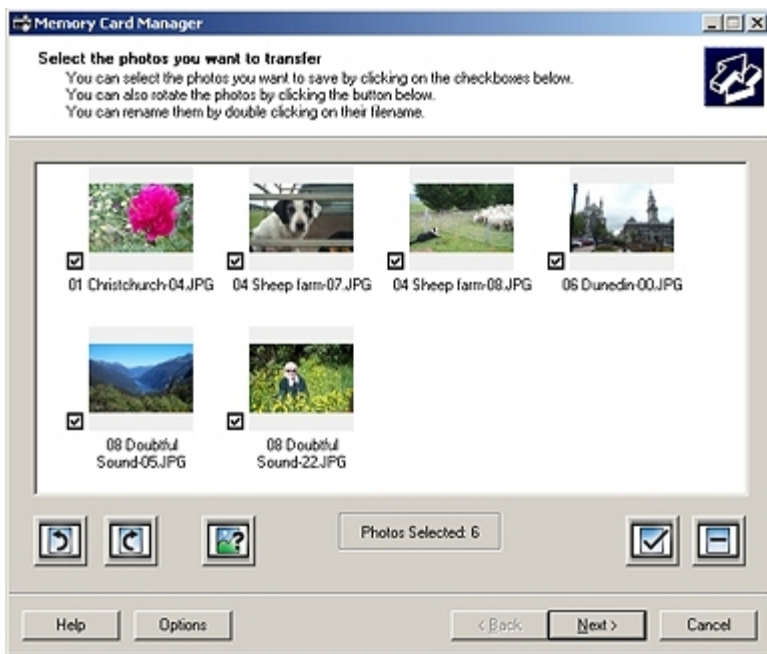 Memory Card Manager
Select the photos you want to transfer
You can select the photos you want to save by clicking on the checkboxes below.
You can also rotate the photos by clicking the button below.
You can rename them by double clicking on their filename.
01 Christchurch-04.JPG
04 Sheep farm-07.JPG
04 Sheep farm-08.JPG
06 Dunedin-00.JPG
08 Doubtful
Sound-05.JPG
08 Doubtful
Sound-22.JPG
?
Photos Selected: 6
Help
Options
< Back
Next >
Cancel